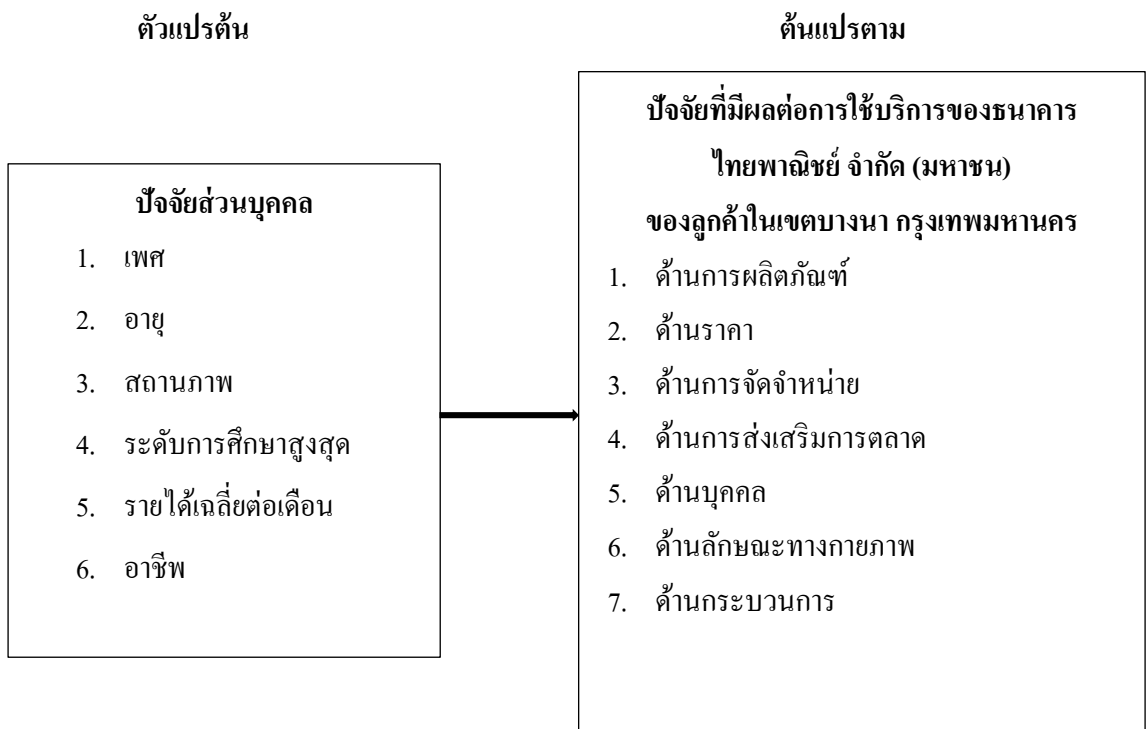 ตัวแปรต้น
ต้นแปรตาม
ปัจจัยส่วนบุคคล
1. เพศ
2. อายุ
3. สถานภาพ
4. ระดับการศึกษาสูงสุด
5. รายได้เฉลี่ยต่อเดือน
6. อาชีพ
ปัจจัยที่มีผลต่อการใช้บริการของธนาคาร
ไทยพาณิชย์ จำกัด (มหาชน)
ของลูกค้าในเขตบางนา กรุงเทพมหานคร
1. ด้านการผลิตภัณฑ์
2. ด้านราคา
3. ด้านการจัดจำหน่าย
4. ด้านการส่งเสริมการตลาด
5. ด้านบุคคล
6. ด้านลักษณะทางกายภาพ
7. ด้านกระบวนการ